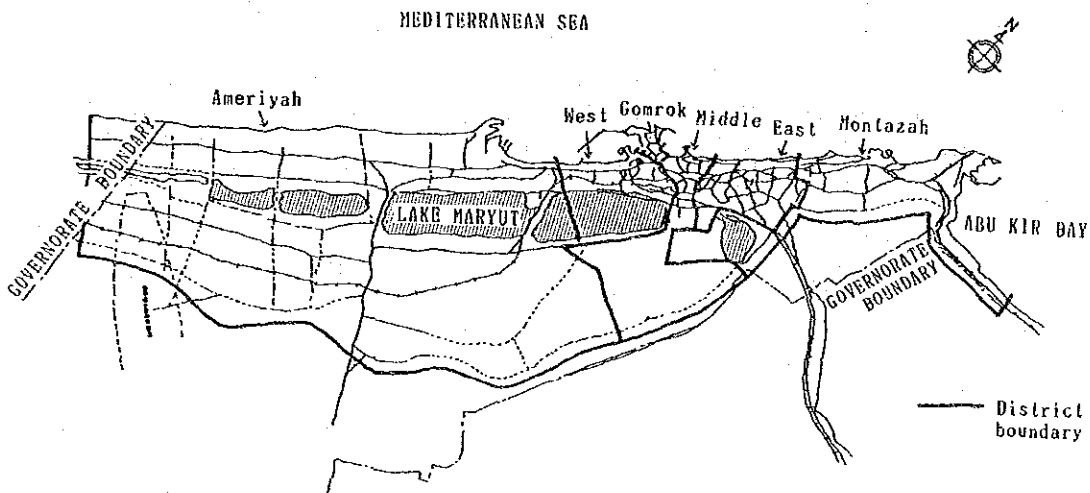 MEDITERRANEAN SEA
N
Ameriyah
West
Gomrok
Middle
East
Montazah
GOVERNORATE BOUNDARY
LAKE MARYUT
ABU KIR BAY
GOVERNORATE
BOUNDARY
District
boundary